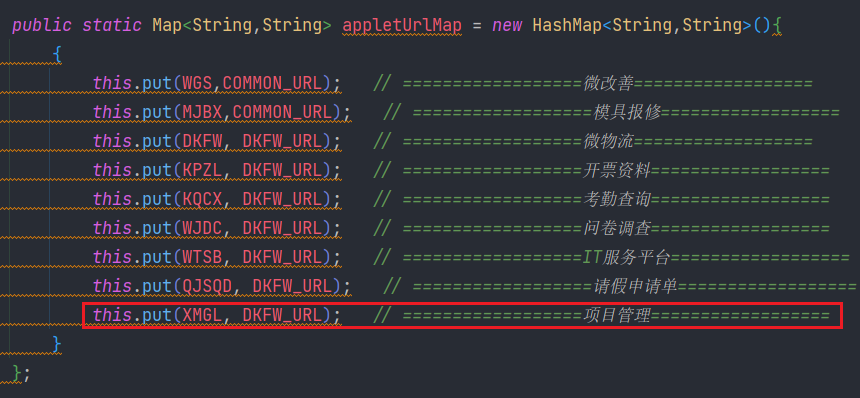 public static Map<String,String> appletUrlMap = new HashMap<String,String>(){
{
this.put(WGS,COMMON_URL); // ==================微改善==================
this.put(MJBX,COMMON_URL); // ==================模具报修==================
this.put(DKFW, DKFW_URL); // ==================微物流==================
this.put(KPZL, DKFW_URL); // ==================开票资料==================
this.put(KQCX, DKFW_URL); // ==================考勤查询==================
this.put(WJDC, DKFW_URL); // ==================问卷调查==================
this.put(WTSB, DKFW_URL); // ==================IT服务平台==================
this.put(QJSQD, DKFW_URL); // ==================请假申请单==================
this.put(XMGL, DKFW_URL); // ==================项目管理==================
}
};